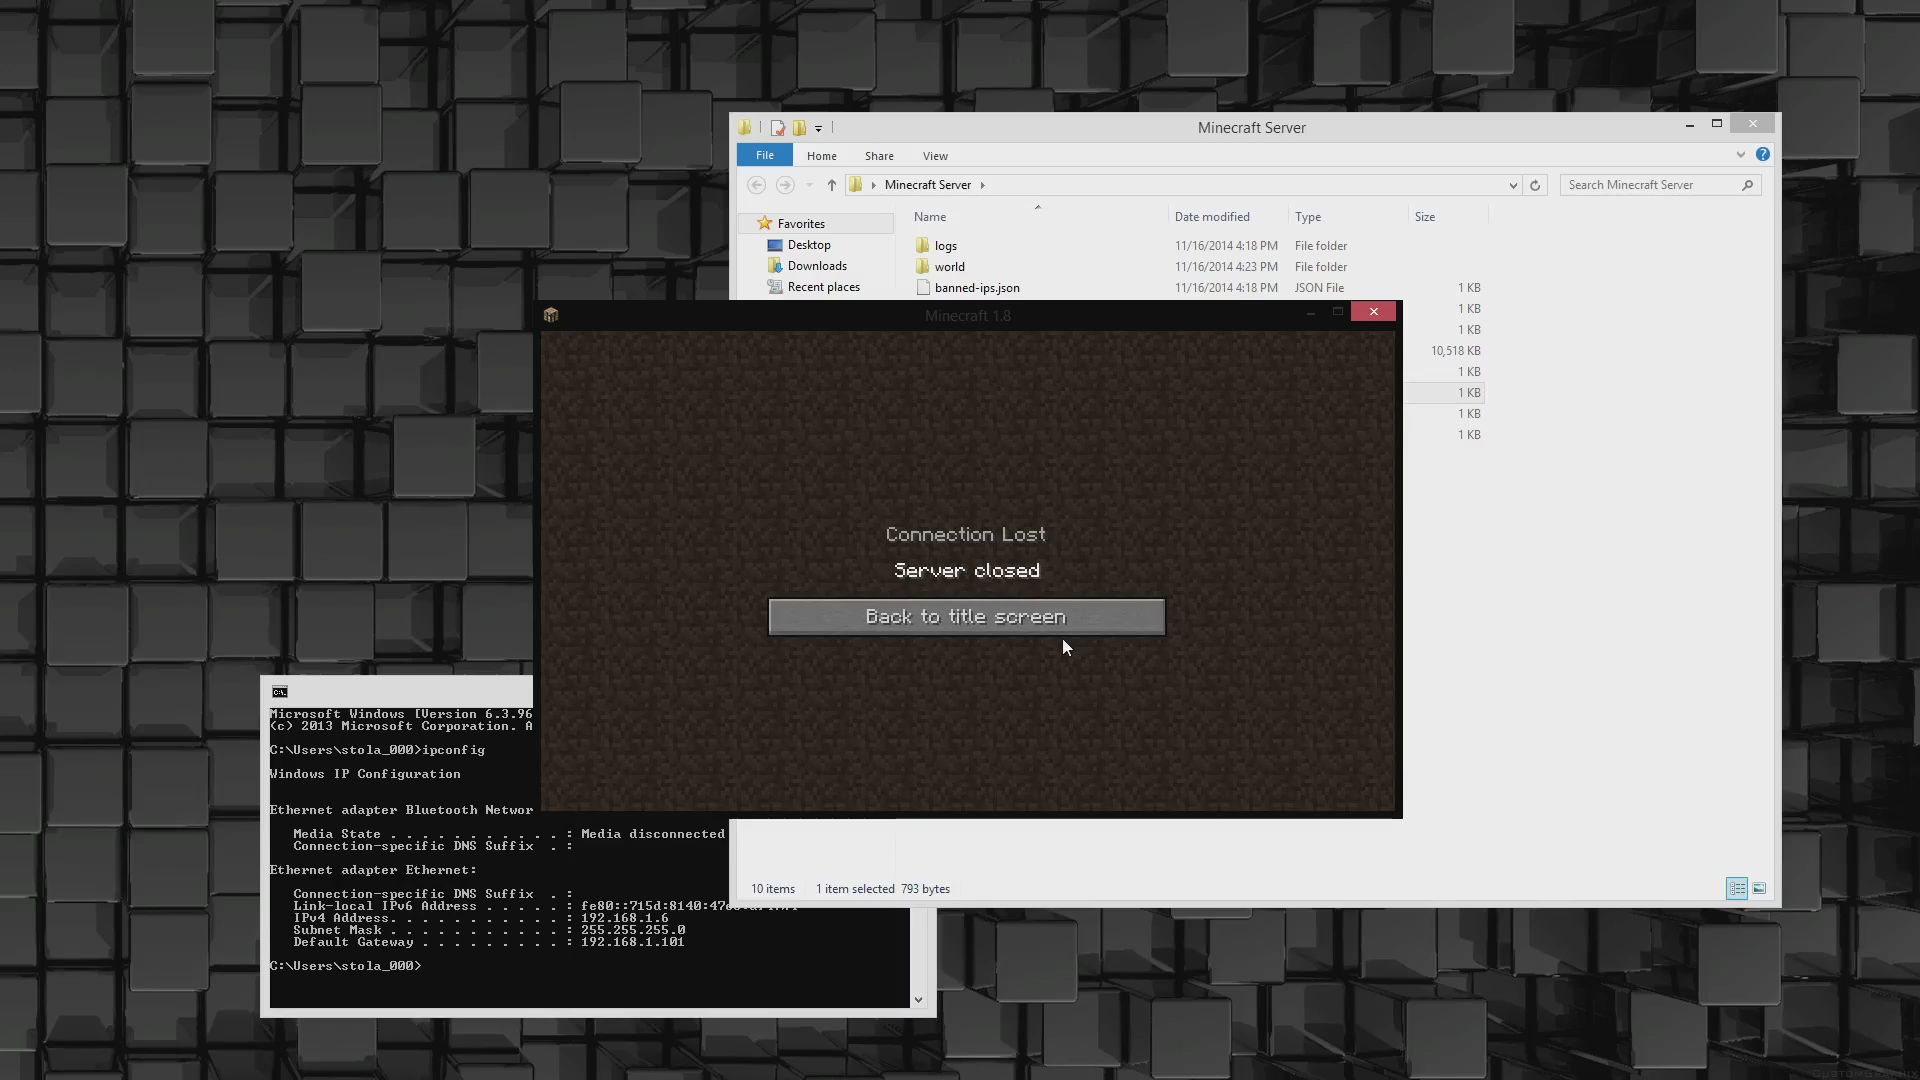 Minecraft Server
File Home Share View
Minecraft Server
Search Minecraft Server
Name Date modified Type Size
Favorites
Desktop
Downloads
Recent places
logs 11/16/2014 4:18 PM File folder
world 11/16/2014 4:23 PM File folder
banned-ips.json 11/16/2014 4:18 PM JSON File 1 KB
1 KB
1 KB
10,518 KB
1 KB
1 KB
1 KB
1 KB
Minecraft 1.8
Connection Lost
Server closed
Back to title screen
10 items 1 item selected 793 bytes
Microsoft Windows [Version 6.3.96
(c) 2013 Microsoft Corporation. A
C:\Users\stola_000>ipconfig
Windows IP Configuration
Ethernet adapter Bluetooth Networ
Media State . . . . . . . . . . . : Media disconnected
Connection-specific DNS Suffix . :
Ethernet adapter Ethernet:
Connection-specific DNS Suffix . :
Link-local IPv6 Address . . . . . : fe80::715d:8140:47
IPv4 Address. . . . . . . . . . . : 192.168.1.6
Subnet Mask . . . . . . . . . . . : 255.255.255.0
Default Gateway . . . . . . . . . : 192.168.1.101
C:\Users\stola_000>